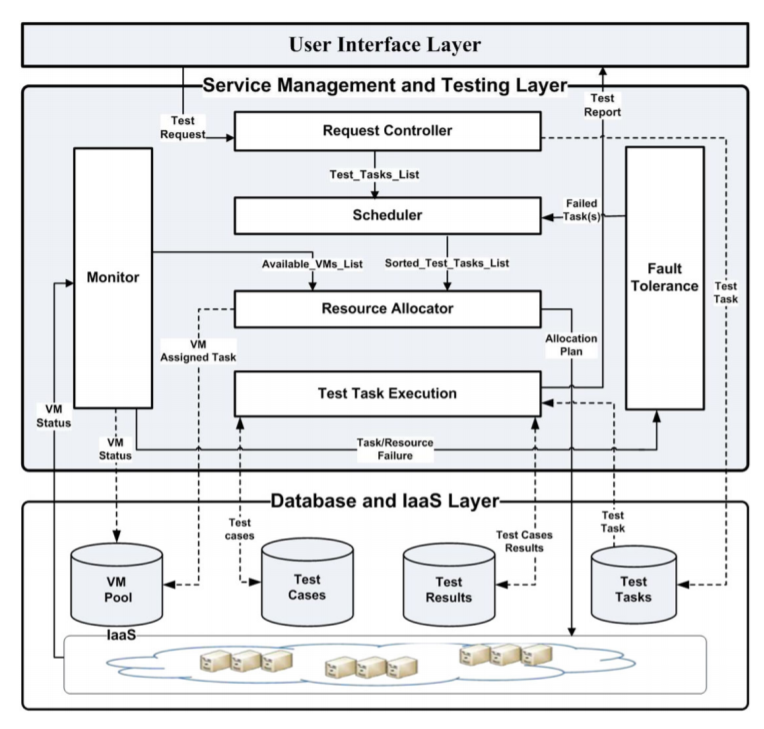 User Interface Layer
Service Management and Testing Layer
Test
Request
Request Controller
Test
Report
Test_Tasks_List
Scheduler
Failed
Task(s)
Monitor
Available_VMs_List
Sorted_Test_Tasks_List
Fault
Tolerance
Test
Task
Resource Allocator
VM
Assigned Task
Allocation
Plan
Test Task Execution
VM
Status
VM
Status
Task/Resource
Failure
Database and IaaS Layer
Test
cases
Test Cases
Results
Test
Task
VM
Pool
Test
Cases
Test
Results
Test
Tasks
IaaS